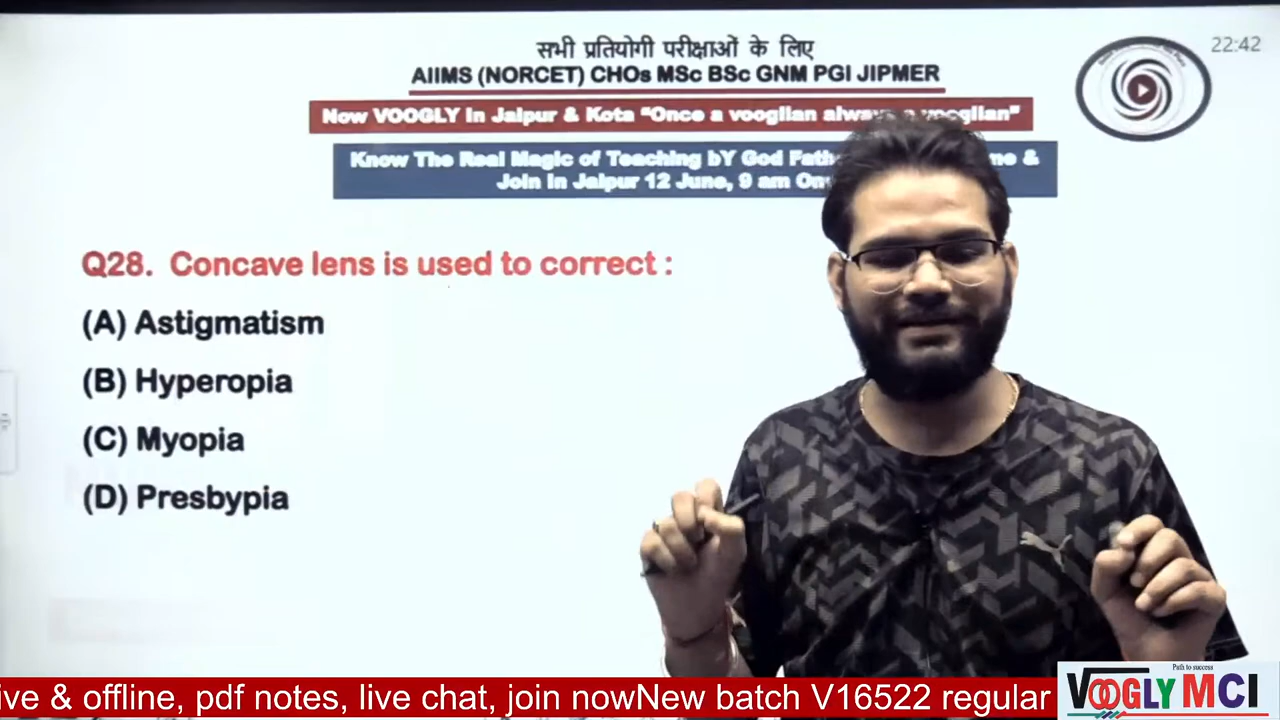 सभी प्रतियोगी परीक्षाओं के लिए
AIIMS (NORCET) CHOs MSc BSc GNM PGI JIPMER
22:42
Now VOOGLY in Jaipur & Kota “Once a vooglian always a vooglian”
Know The Real Magic of Teaching bY God &
Join in Jaipur 12 June, 9 am
Q28. Concave lens is used to correct :
(A) Astigmatism
(B) Hyperopia
(C) Myopia
(D) Presbypia
& offline, pdf notes, live chat, join nowNew batch V16522 regular
Path to success
VOOGLY MCI